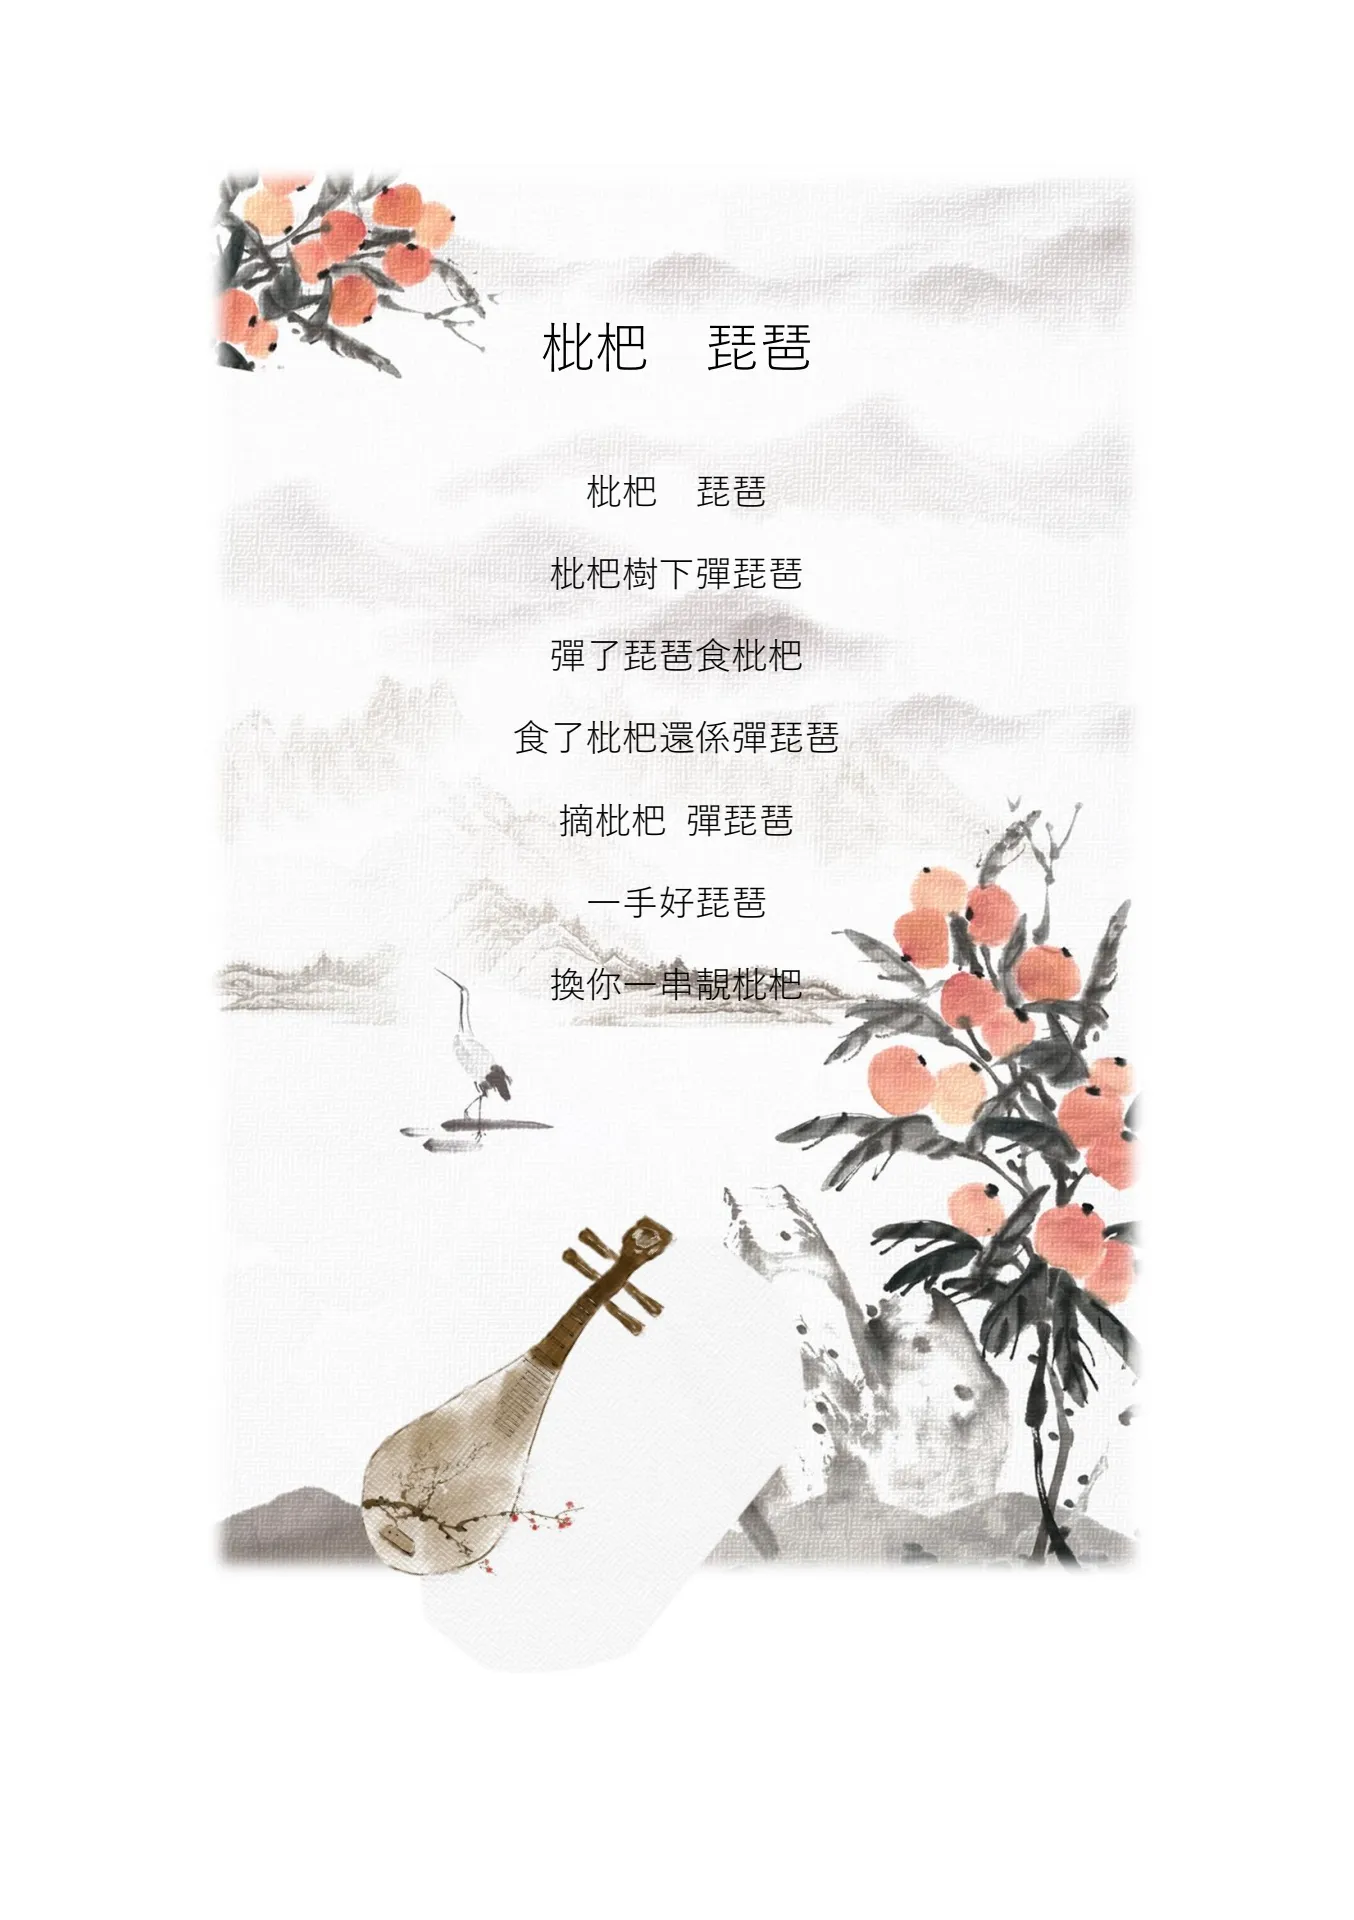 枇杷　琵琶
枇杷　琵琶
枇杷樹下彈琵琶
彈了琵琶食枇杷
食了枇杷還係彈琵琶
摘枇杷 彈琵琶
一手好琵琶
換你一串靚枇杷